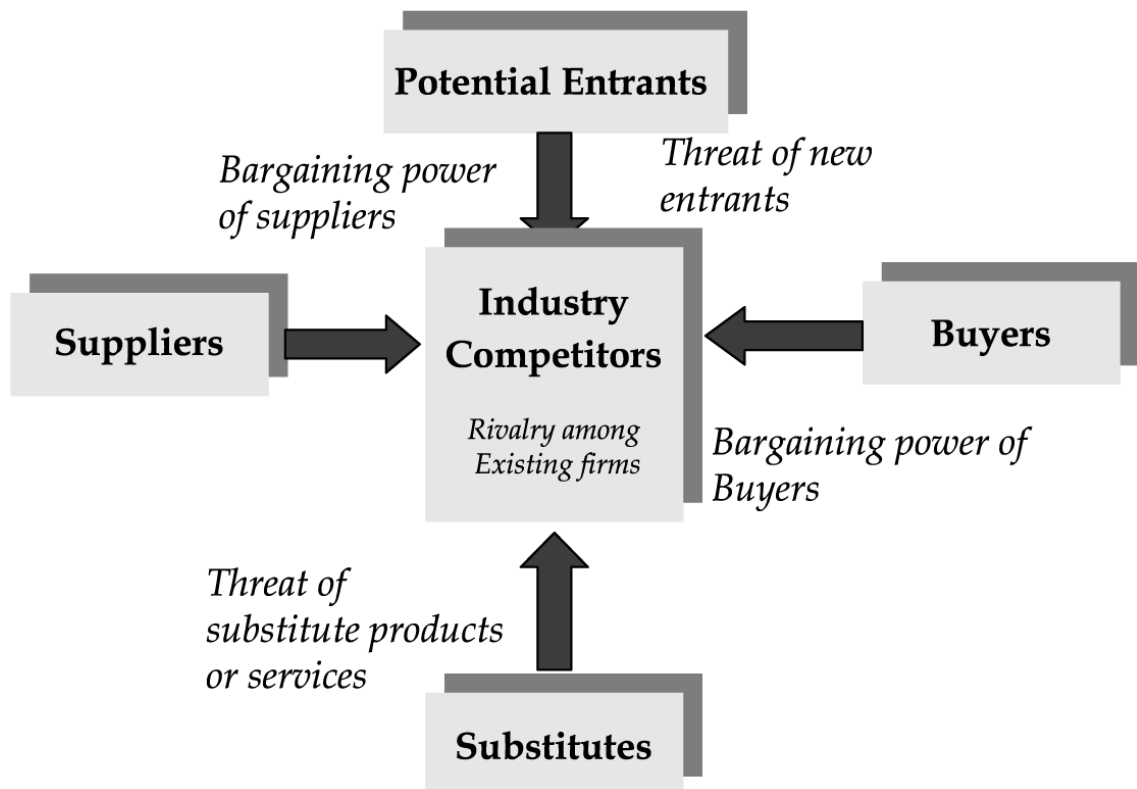 Potential Entrants
Bargaining power
of suppliers
Threat of new
entrants
Suppliers
Industry
Competitors
Rivalry among
Existing firms
Buyers
Bargaining power of
Buyers
Threat of
substitute products
or services
Substitutes